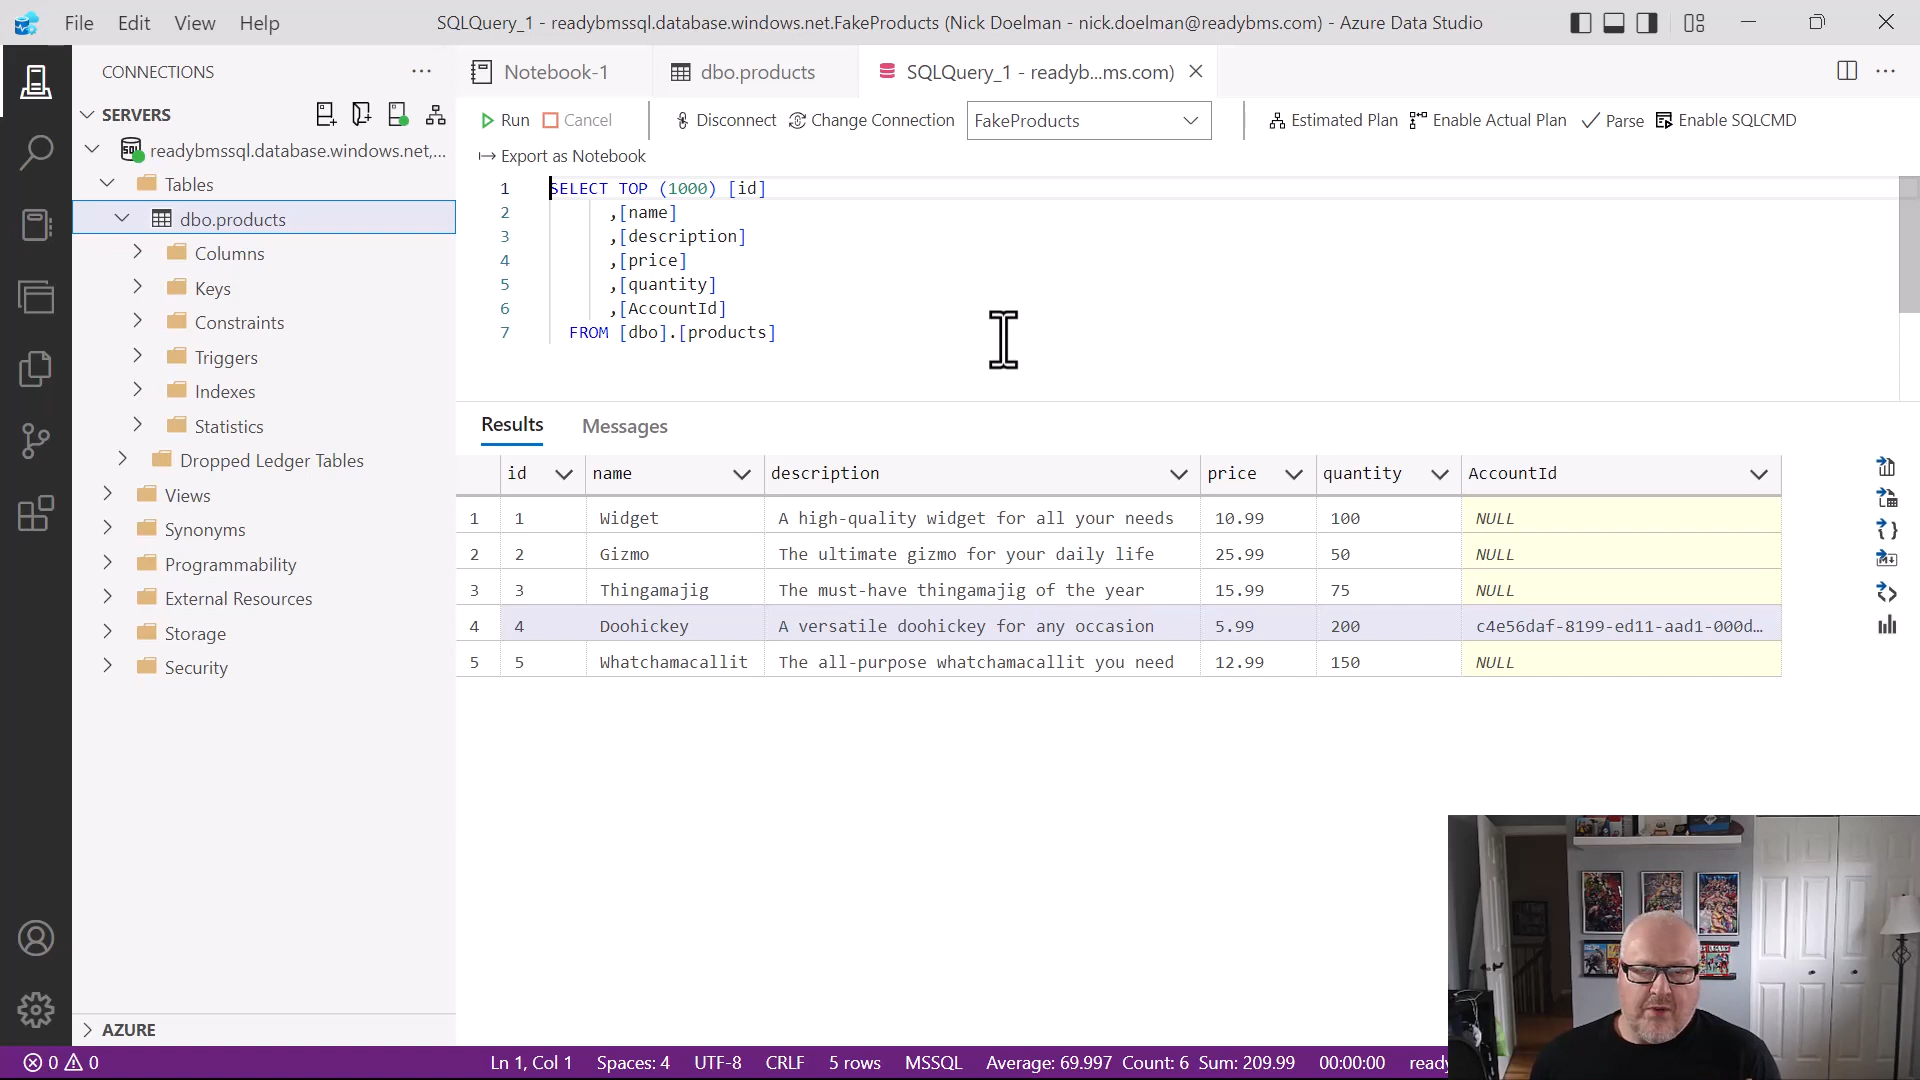 File Edit View Help SQLQuery_1 - readybmssql.database.windows.net.FakeProducts (Nick Doelman - nick.doelman@readybms.com) - Azure Data Studio
CONNECTIONS
Notebook-1 dbo.products SQLQuery_1 - readyb...ms.com)
SERVERS
Run Cancel Disconnect Change Connection FakeProducts Estimated Plan Enable Actual Plan Parse Enable SQLCMD
Export as Notebook
readybmssql.database.windows.net,...
Tables
dbo.products
Columns
Keys
Constraints
Triggers
Indexes
Statistics
Dropped Ledger Tables
Views
Synonyms
Programmability
External Resources
Storage
Security
AZURE
1 SELECT TOP (1000) [id]
2 ,[name]
3 ,[description]
4 ,[price]
5 ,[quantity]
6 ,[AccountId]
7 FROM [dbo].[products]
Results Messages
id name description price quantity AccountId
1 1 Widget A high-quality widget for all your needs 10.99 100 NULL
2 2 Gizmo The ultimate gizmo for your daily life 25.99 50 NULL
3 3 Thingamajig The must-have thingamajig of the year 15.99 75 NULL
4 4 Doohickey A versatile doohickey for any occasion 5.99 200 c4e56daf-8199-ed11-aad1-000d...
5 5 Whatchamacallit The all-purpose whatchamacallit you need 12.99 150 NULL
0 0 Ln 1, Col 1 Spaces: 4 UTF-8 CRLF 5 rows MSSQL Average: 69.997 Count: 6 Sum: 209.99 00:00:00 ready